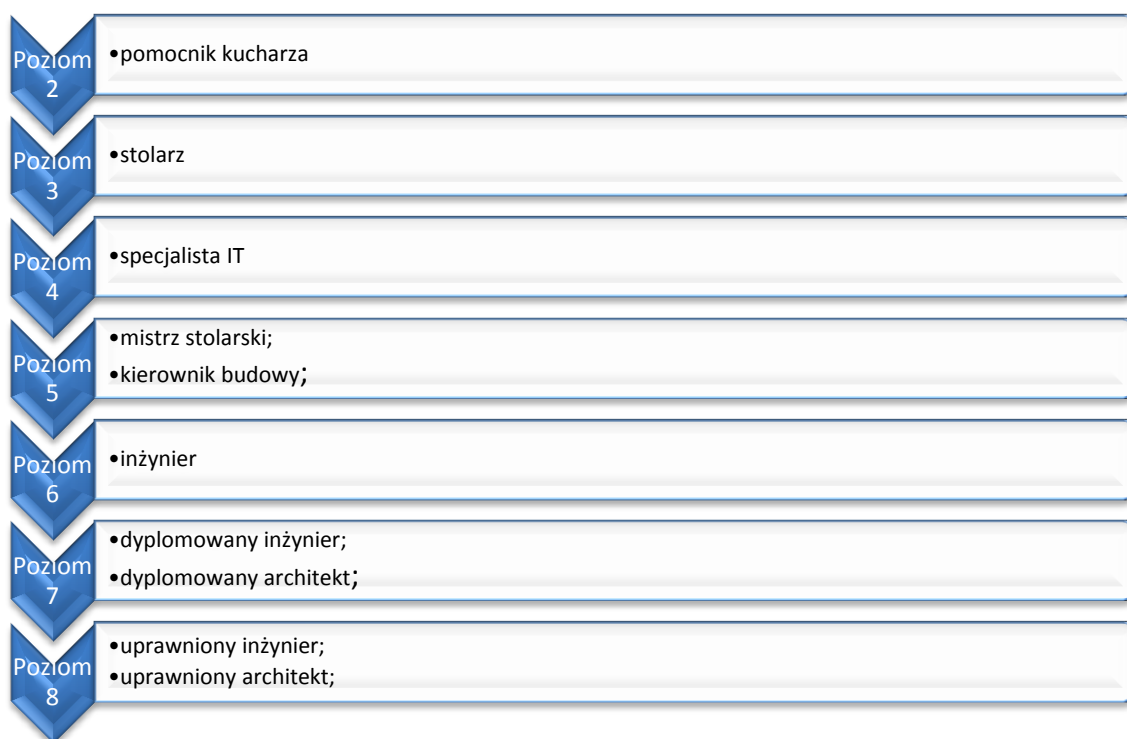 Poziom
2
•pomocnik kucharza
Poziom
3
•stolarz
Poziom
4
•specjalista IT
Poziom
5
•mistrz stolarski;
•kierownik budowy;
Poziom
6
•inżynier
Poziom
7
•dyplomowany inżynier;
•dyplomowany architekt;
Poziom
8
•uprawniony inżynier;
•uprawniony architekt;